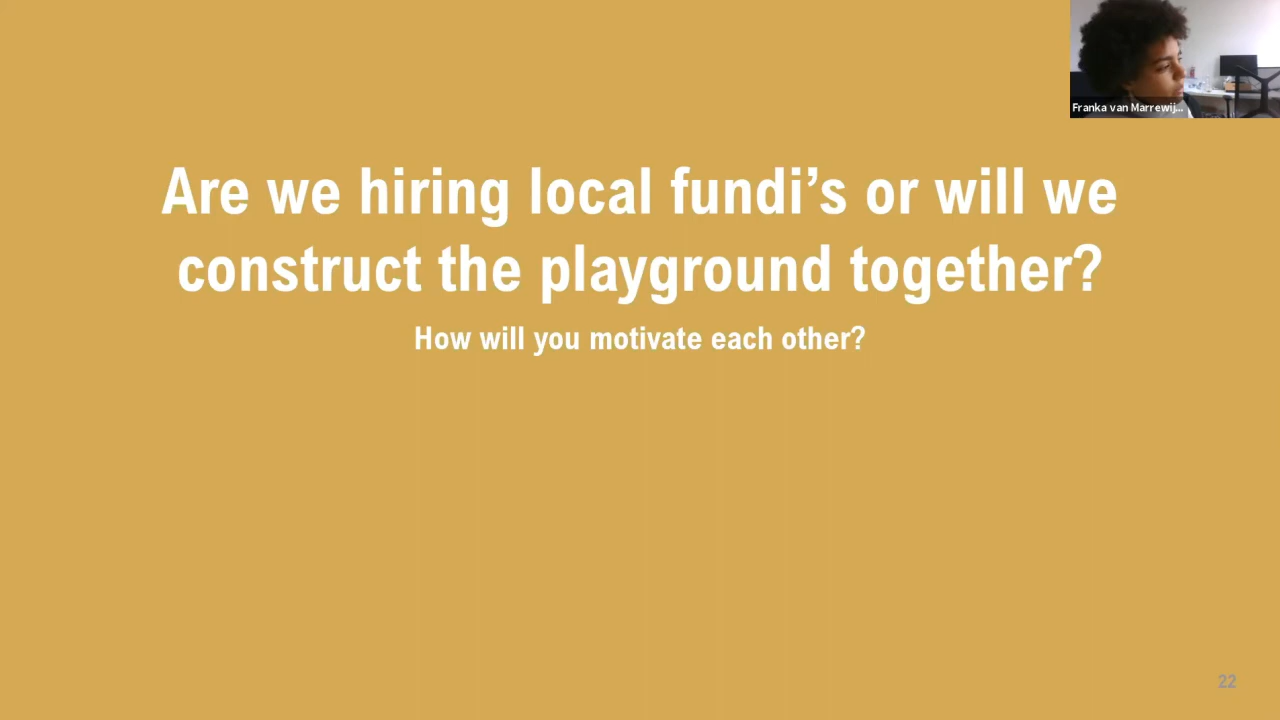 Franka van Marrewij...
Are we hiring local fundi’s or will we
construct the playground together?
How will you motivate each other?
22